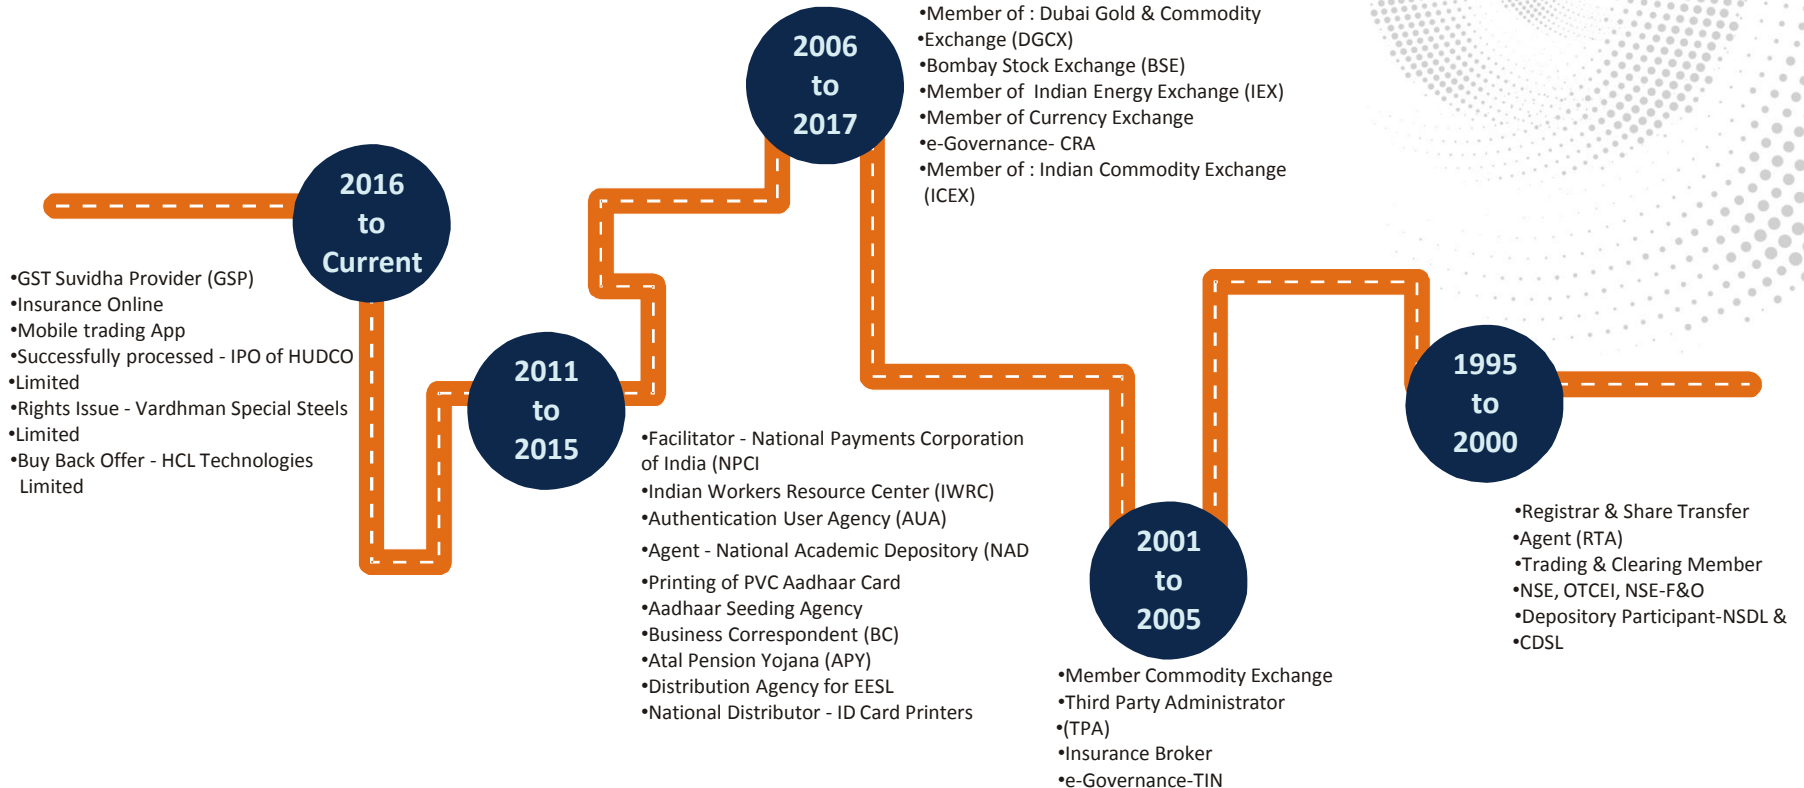 2016
to
Current
•GST Suvidha Provider (GSP)
•Insurance Online
•Mobile trading App
•Successfully processed - IPO of HUDCO
•Limited
•Rights Issue - Vardhman Special Steels
•Limited
•Buy Back Offer - HCL Technologies
Limited
2011
to
2015
•Facilitator - National Payments Corporation
of India (NPCI
•Indian Workers Resource Center (IWRC)
•Authentication User Agency (AUA)
•Agent - National Academic Depository (NAD
•Printing of PVC Aadhaar Card
•Aadhaar Seeding Agency
•Business Correspondent (BC)
•Atal Pension Yojana (APY)
•Distribution Agency for EESL
•National Distributor - ID Card Printers
2006
to
2017
•Member of : Dubai Gold & Commodity
•Exchange (DGCX)
•Bombay Stock Exchange (BSE)
•Member of Indian Energy Exchange (IEX)
•Member of Currency Exchange
•e-Governance- CRA
•Member of : Indian Commodity Exchange
(ICEX)
2001
to
2005
•Member Commodity Exchange
•Third Party Administrator
•(TPA)
•Insurance Broker
•e-Governance-TIN
1995
to
2000
•Registrar & Share Transfer
•Agent (RTA)
•Trading & Clearing Member
•NSE, OTCEI, NSE-F&O
•Depository Participant-NSDL &
•CDSL